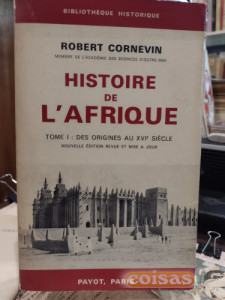 BIBLIOTHÈQUE HISTORIQUE
ROBERT CORNEVIN
MEMBRE DE L'ACADÉMIE DES SCIENCES D'OUTRE-MER
HISTOIRE
DE
L'AFRIQUE
TOME I : DES ORIGINES AU XVIe SIÈCLE
NOUVELLE ÉDITION REVUE ET MISE A JOUR
PAYOT, PARIS
coisas